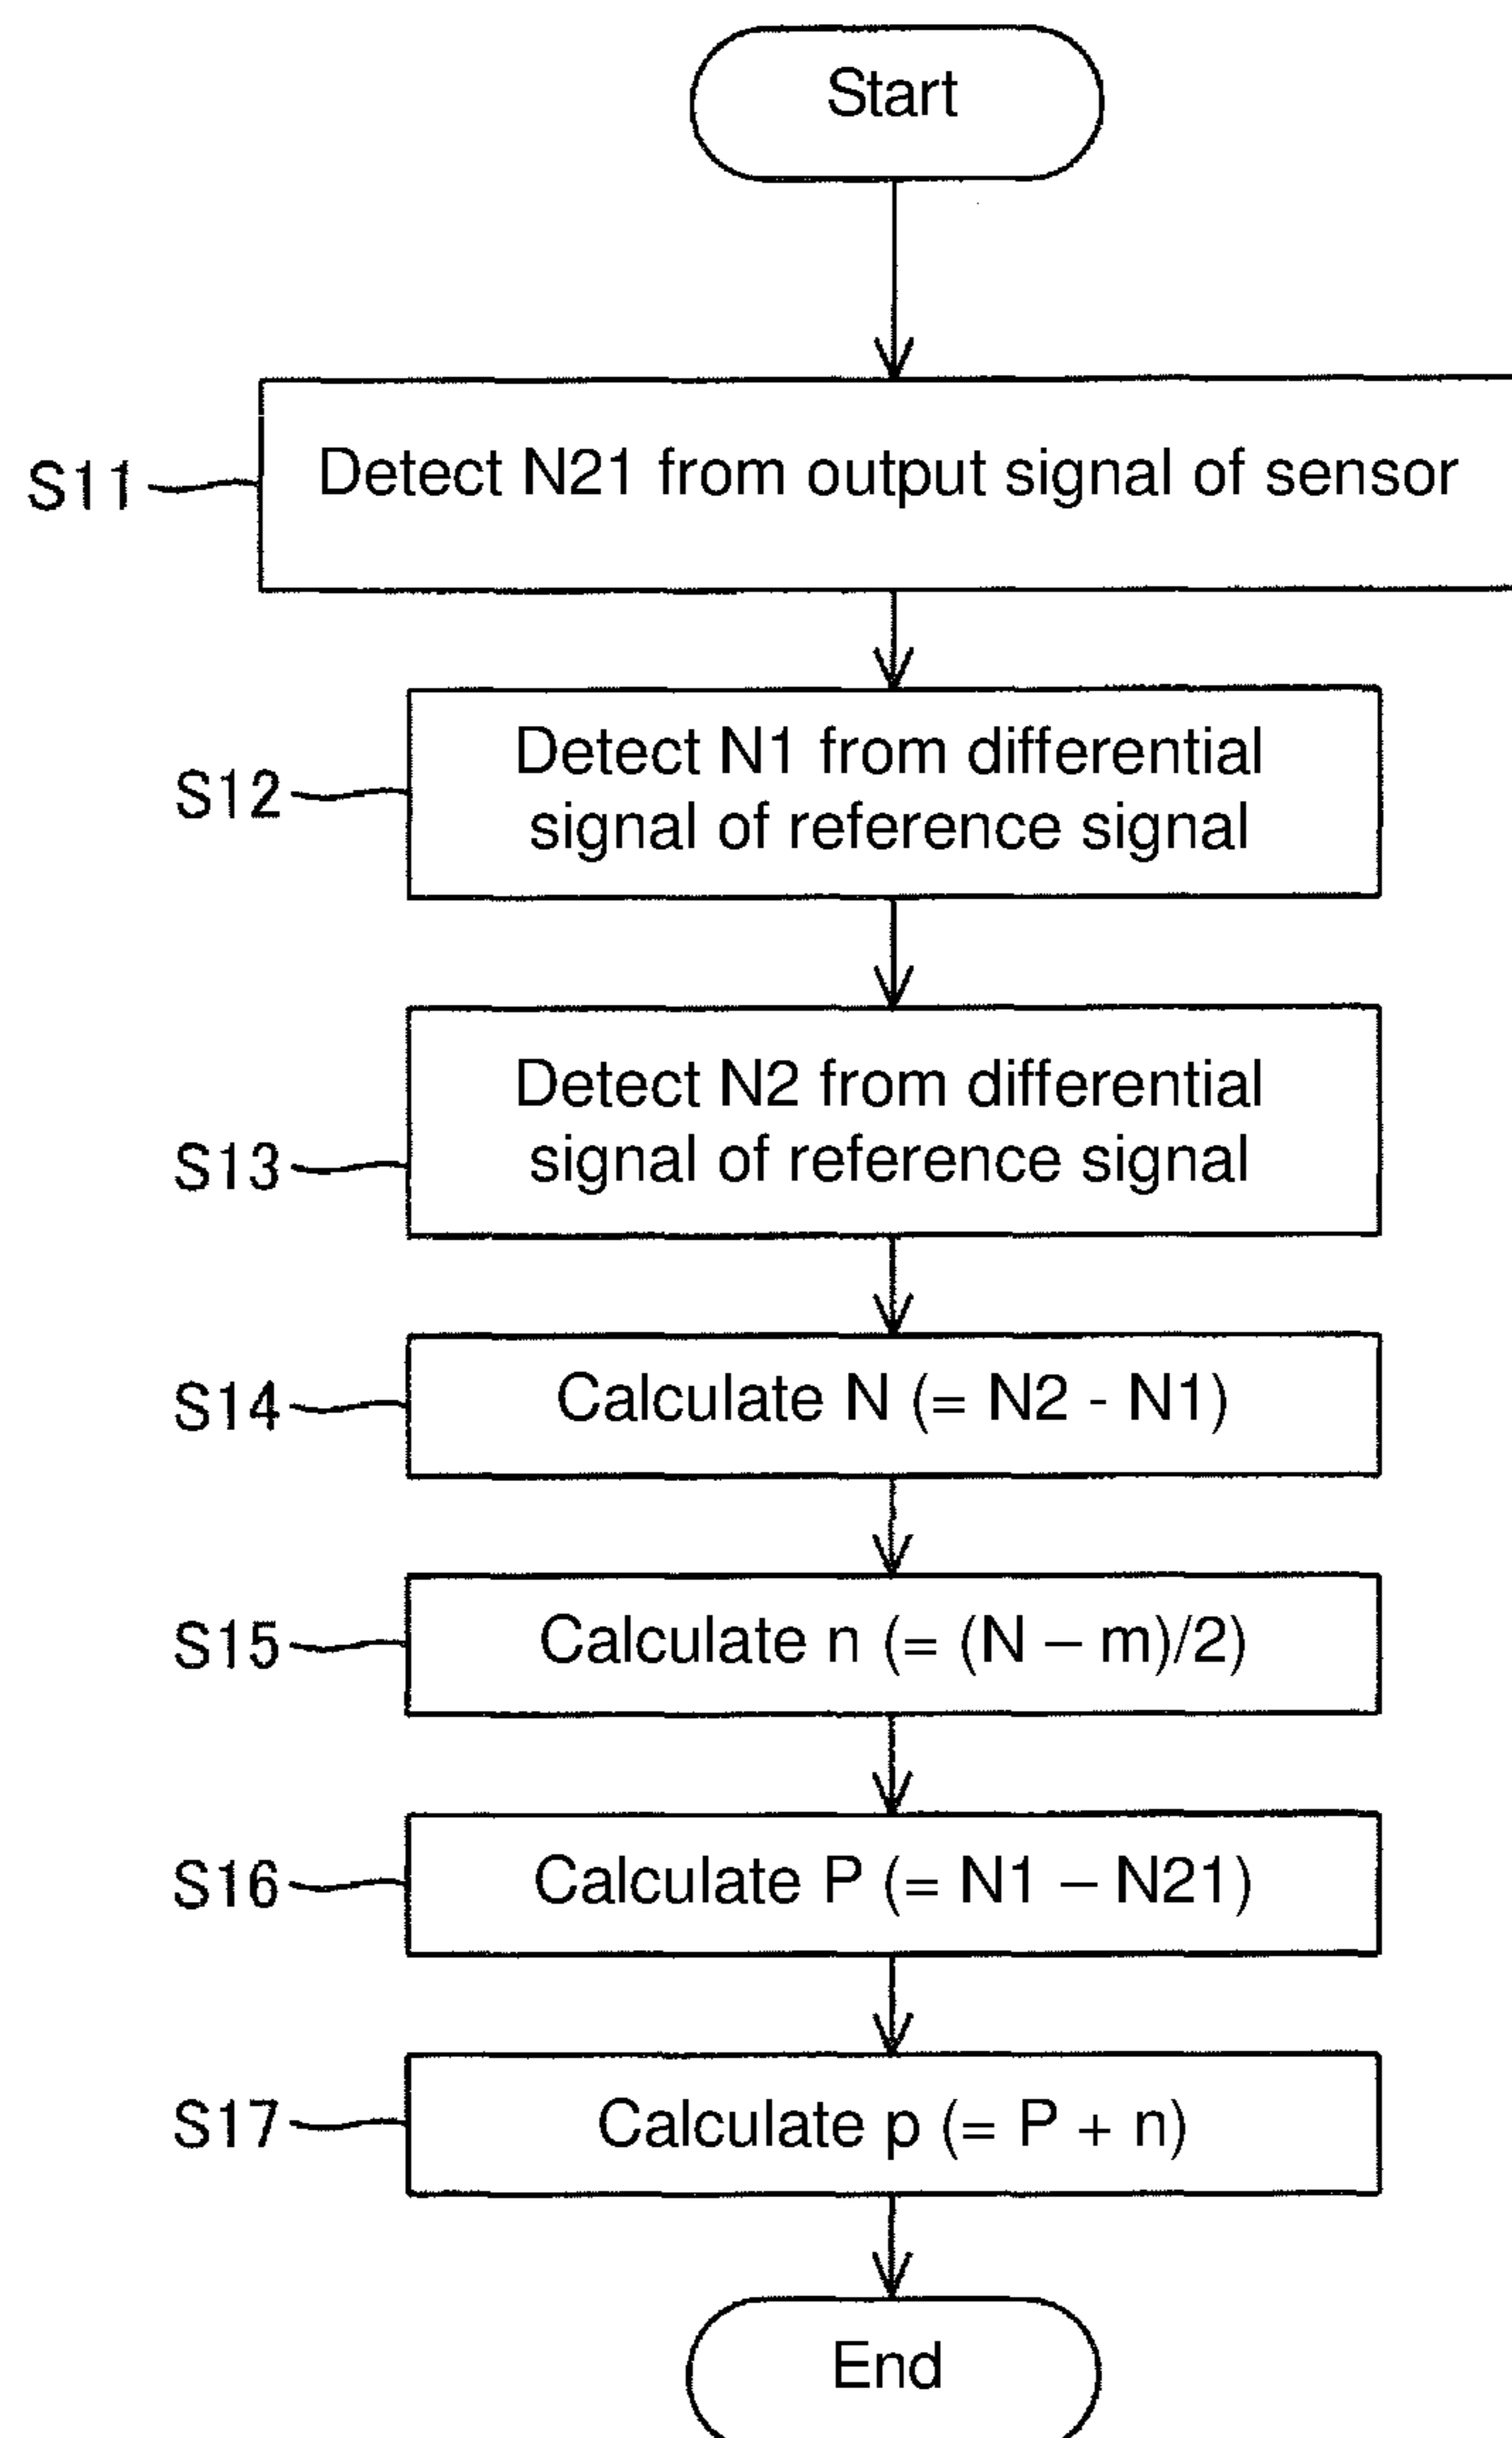 Start
S11
Detect N21 from output signal of sensor
S12
Detect N1 from differential
signal of reference signal
S13
Detect N2 from differential
signal of reference signal
S14
Calculate N (= N2 - N1)
S15
Calculate n (= (N – m)/2)
S16
Calculate P (= N1 – N21)
S17
Calculate p (= P + n)
End